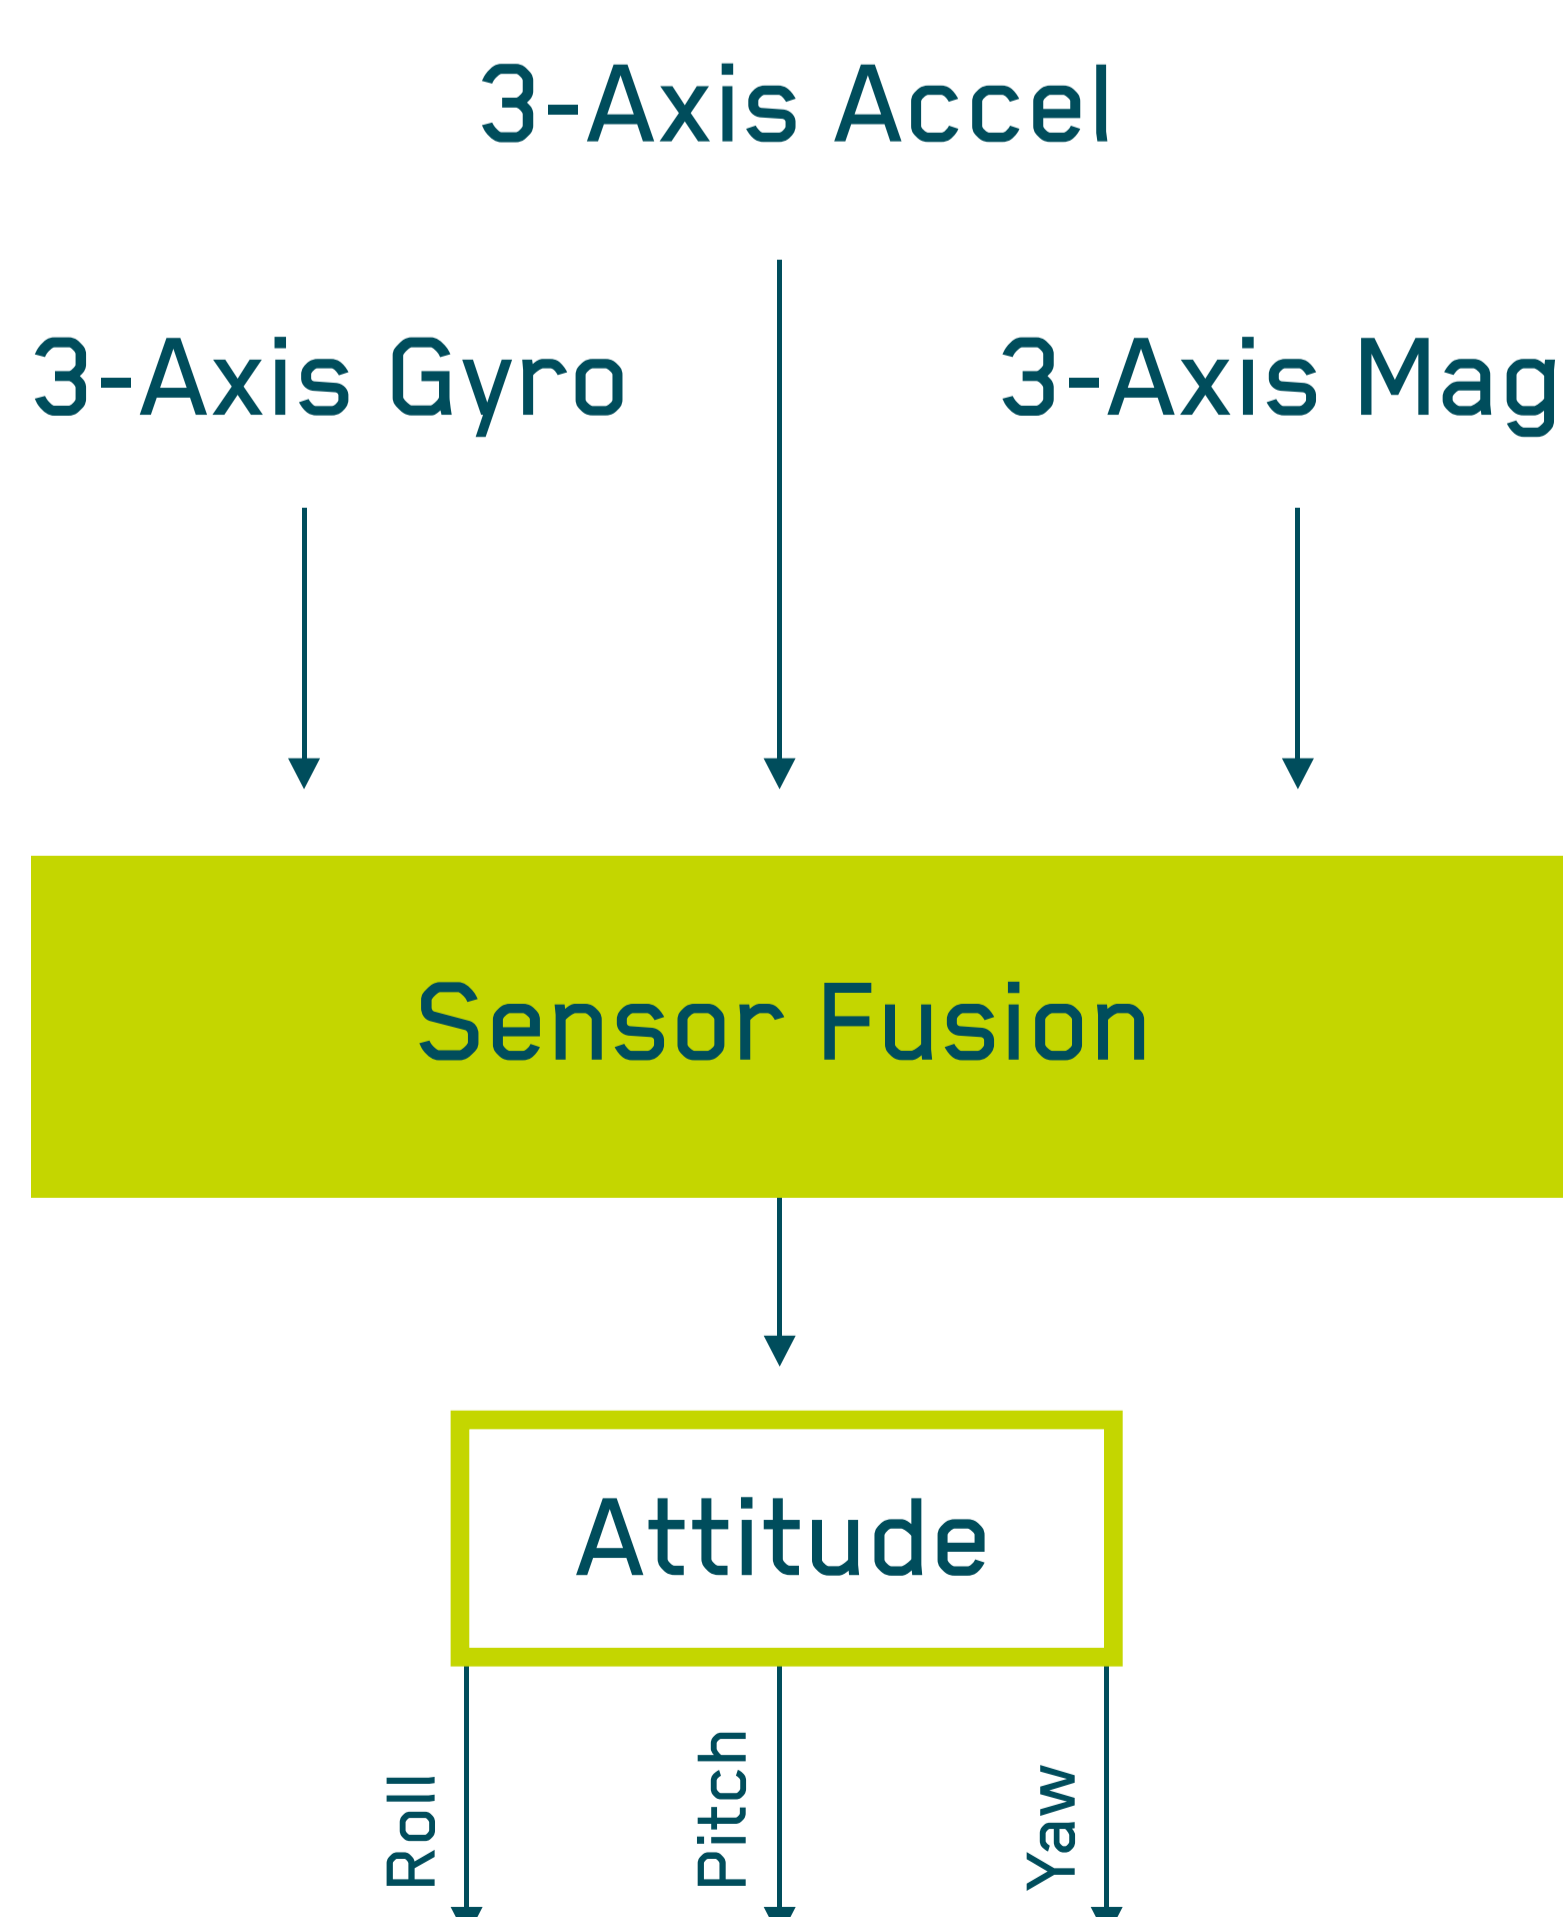 3-Axis Accel
3-Axis Gyro
3-Axis Mag
Sensor Fusion
Attitude
Roll
Pitch
Yaw